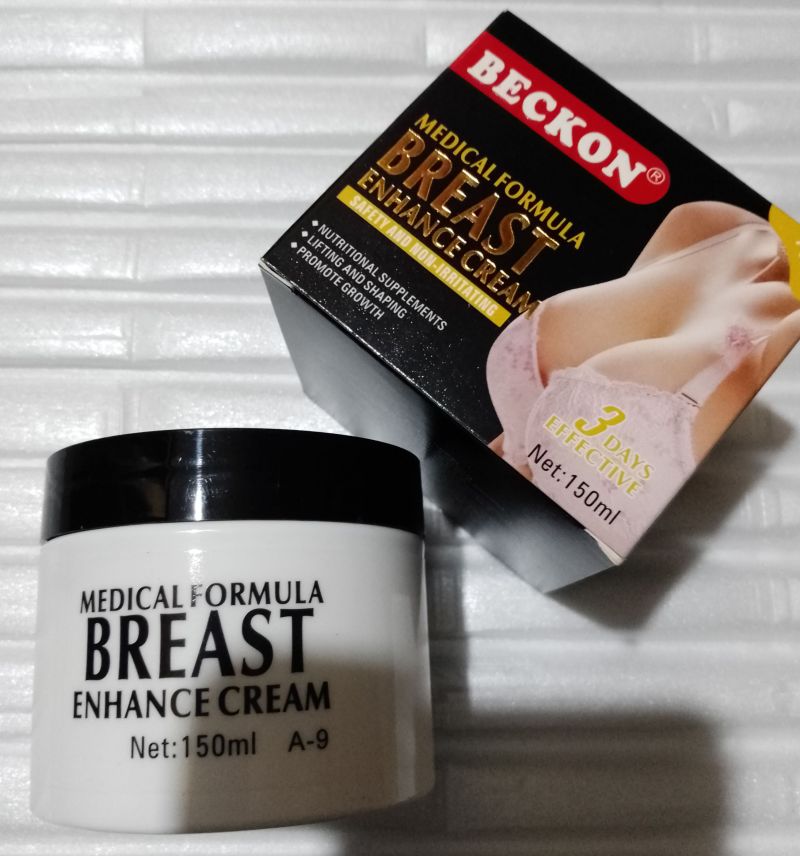 BECKON®
MEDICAL FORMULA
BREAST
ENHANCE CREAM
SAFETY AND NON-IRRITATING
◆ NUTRITIONAL SUPPLEMENTS
◆ LIFTING AND SHAPING
◆ PROMOTE GROWTH
3 DAYS
EFFECTIVE
Net:150ml
MEDICAL FORMULA
BREAST
ENHANCE CREAM
Net:150ml A-9